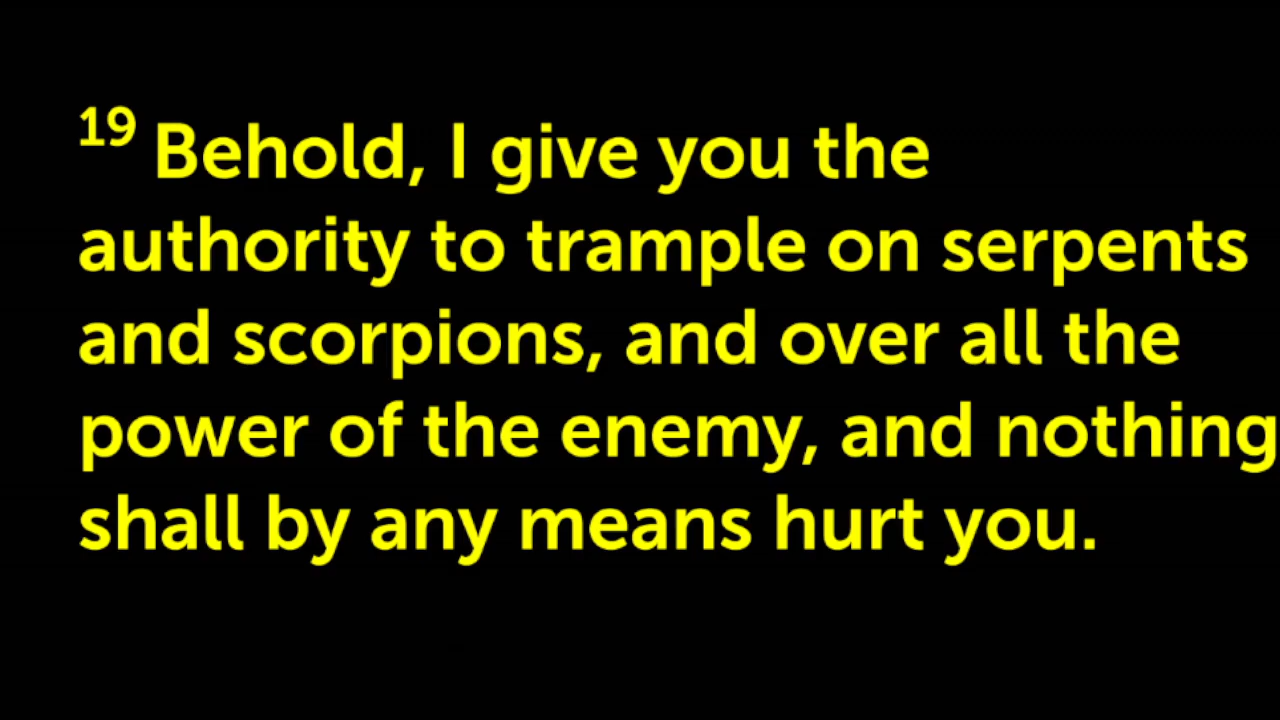 19 Behold, I give you the
authority to trample on serpents
and scorpions, and over all the
power of the enemy, and nothing
shall by any means hurt you.